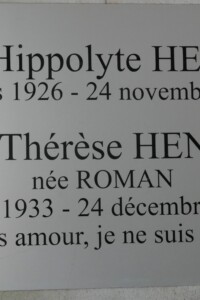 Hippolyte HE
s 1926 - 24 novemb
Thérèse HEN
née ROMAN
1933 - 24 décembr
s amour, je ne suis